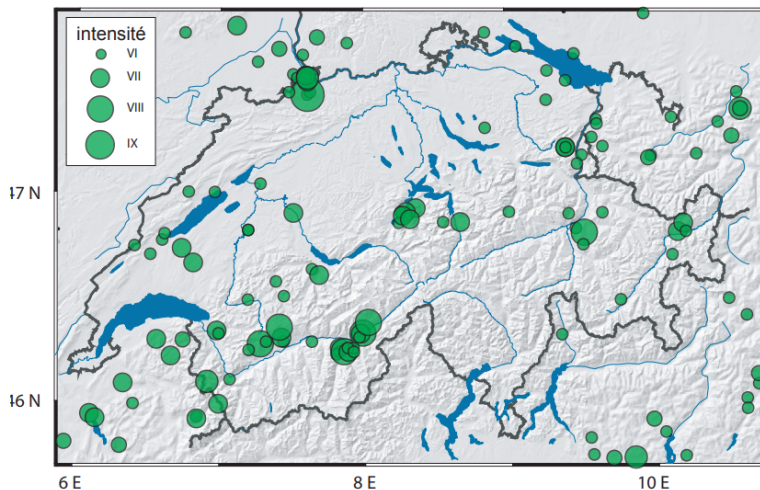 intensité
VI
VII
VIII
IX
47 N
46 N
6 E
8 E
10 E